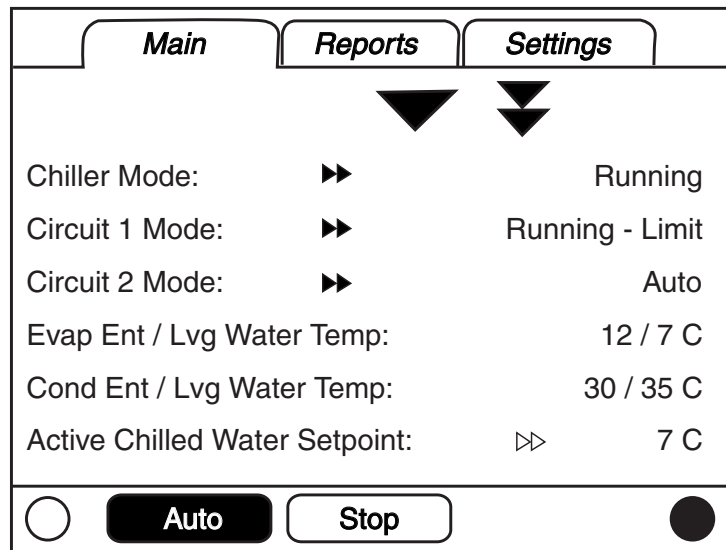 Main Reports Settings
Chiller Mode: Running
Circuit 1 Mode: Running - Limit
Circuit 2 Mode: Auto
Evap Ent / Lvg Water Temp: 12 / 7 C
Cond Ent / Lvg Water Temp: 30 / 35 C
Active Chilled Water Setpoint: 7 C
Auto Stop